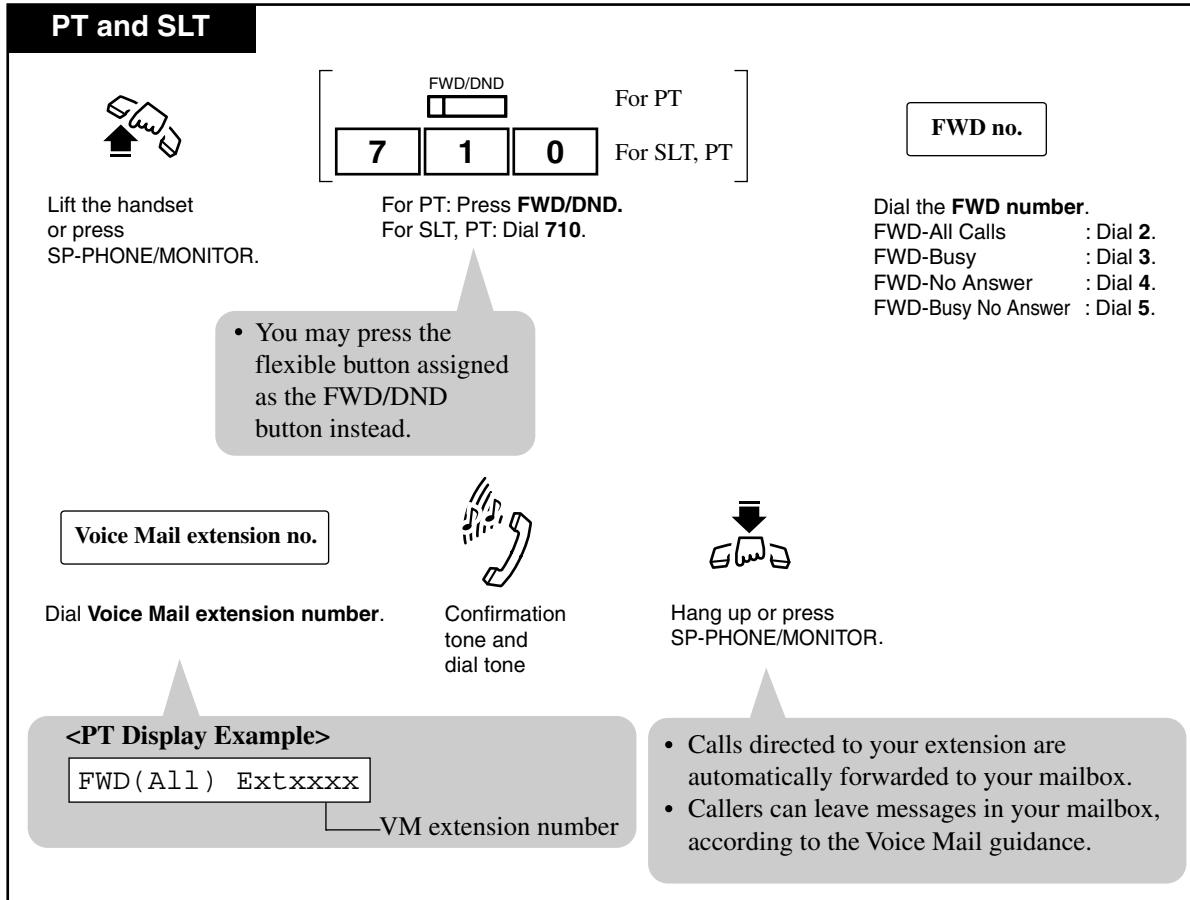 PT and SLT
FWD/DND
For PT
7 1 0 For SLT, PT
FWD no.
Lift the handset
or press
SP-PHONE/MONITOR.
For PT: Press FWD/DND.
For SLT, PT: Dial 710.
Dial the FWD number.
FWD-All Calls : Dial 2.
FWD-Busy : Dial 3.
FWD-No Answer : Dial 4.
FWD-Busy No Answer : Dial 5.
• You may press the
flexible button assigned
as the FWD/DND
button instead.
Voice Mail extension no.
Dial Voice Mail extension number.
Confirmation
tone and
dial tone
Hang up or press
SP-PHONE/MONITOR.
<PT Display Example>
FWD(All) Extxxxx
VM extension number
• Calls directed to your extension are
automatically forwarded to your mailbox.
• Callers can leave messages in your mailbox,
according to the Voice Mail guidance.